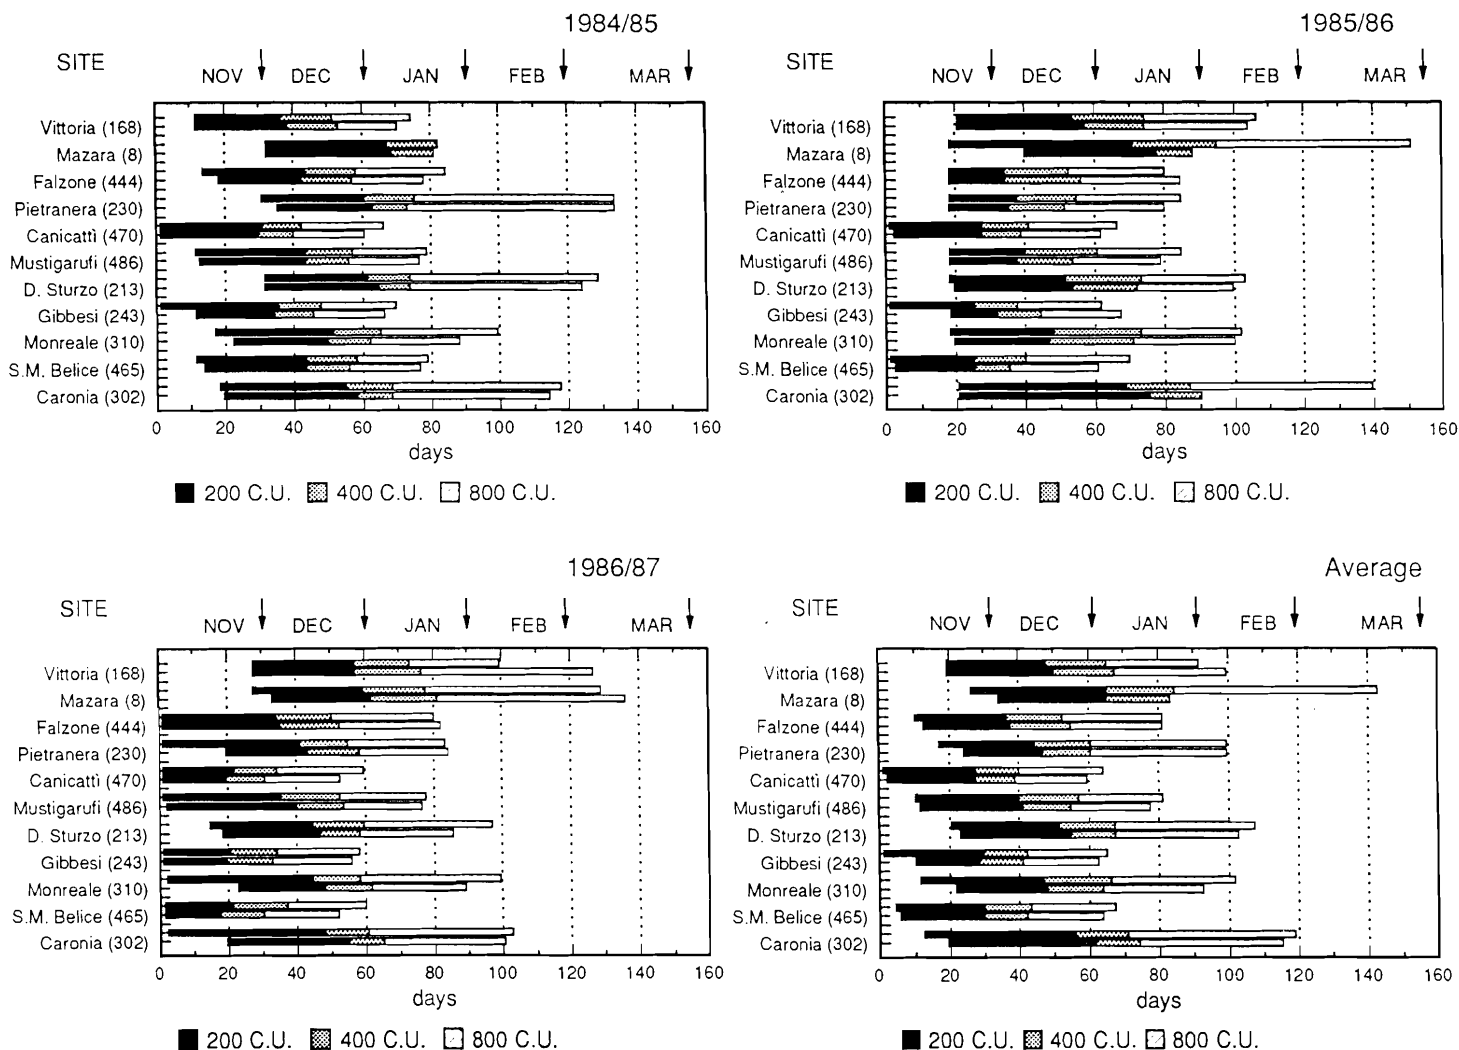 1984/85
SITE
NOV DEC JAN FEB MAR
Vittoria (168)
Mazara (8)
Falzone (444)
Pietranera (230)
Canicattì (470)
Mustigarufi (486)
D. Sturzo (213)
Gibbesi (243)
Monreale (310)
S.M. Belice (465)
Caronia (302)
0 20 40 60 80 100 120 140 160
days
200 C.U. 400 C.U. 800 C.U.
1985/86
SITE
NOV DEC JAN FEB MAR
Vittoria (168)
Mazara (8)
Falzone (444)
Pietranera (230)
Canicattì (470)
Mustigarufi (486)
D. Sturzo (213)
Gibbesi (243)
Monreale (310)
S.M. Belice (465)
Caronia (302)
0 20 40 60 80 100 120 140 160
days
200 C.U. 400 C.U. 800 C.U.
1986/87
SITE
NOV DEC JAN FEB MAR
Vittoria (168)
Mazara (8)
Falzone (444)
Pietranera (230)
Canicattì (470)
Mustigarufi (486)
D. Sturzo (213)
Gibbesi (243)
Monreale (310)
S.M. Belice (465)
Caronia (302)
0 20 40 60 80 100 120 140 160
days
200 C.U. 400 C.U. 800 C.U.
Average
SITE
NOV DEC JAN FEB MAR
Vittoria (168)
Mazara (8)
Falzone (444)
Pietranera (230)
Canicattì (470)
Mustigarufi (486)
D. Sturzo (213)
Gibbesi (243)
Monreale (310)
S.M. Belice (465)
Caronia (302)
0 20 40 60 80 100 120 140 160
days
200 C.U. 400 C.U. 800 C.U.